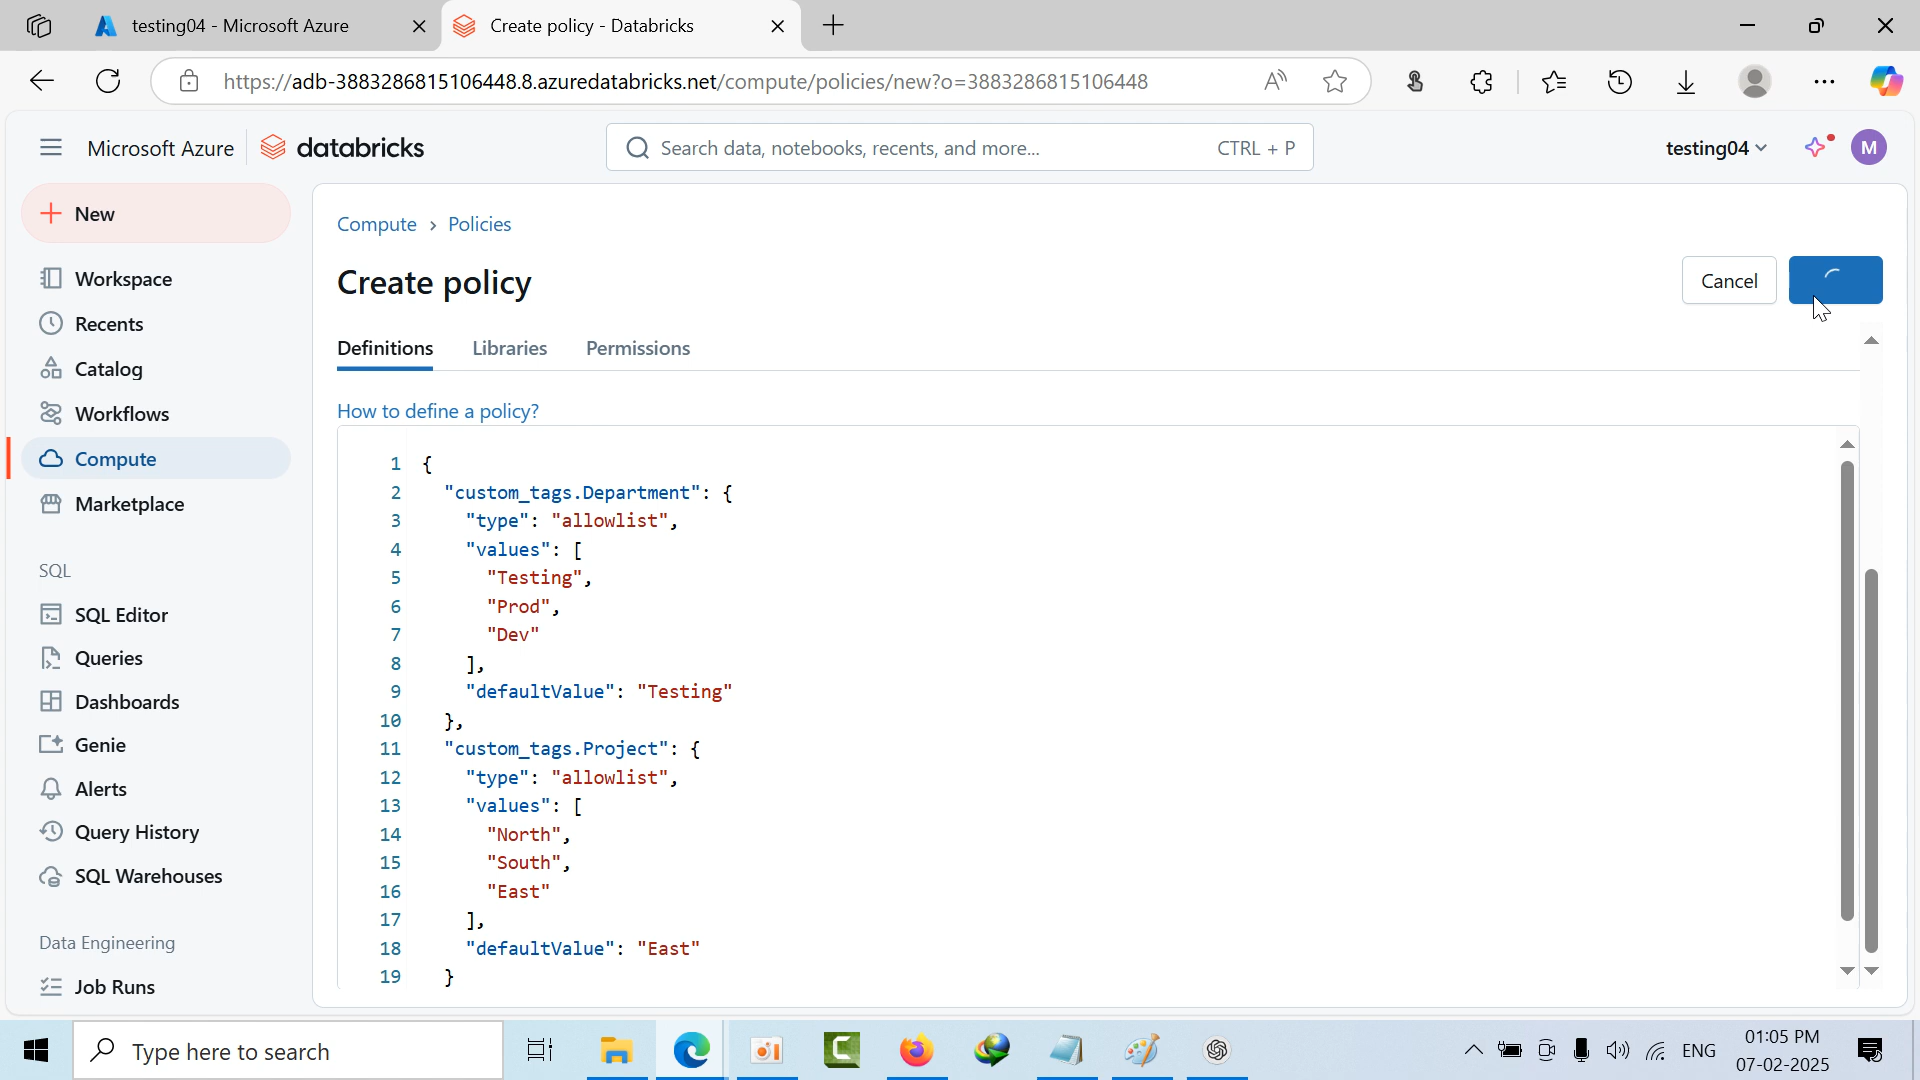 testing04 - Microsoft Azure
Create policy - Databricks
https://adb-3883286815106448.8.azuredatabricks.net/compute/policies/new?o=3883286815106448
Microsoft Azure
databricks
Search data, notebooks, recents, and more...
CTRL + P
testing04
M
New
Workspace
Recents
Catalog
Workflows
Compute
Marketplace
SQL
SQL Editor
Queries
Dashboards
Genie
Alerts
Query History
SQL Warehouses
Data Engineering
Job Runs
Compute > Policies
Create policy
Cancel
Definitions
Libraries
Permissions
How to define a policy?
1 {
2 "custom_tags.Department": {
3 "type": "allowlist",
4 "values": [
5 "Testing",
6 "Prod",
7 "Dev"
8 ],
9 "defaultValue": "Testing"
10 },
11 "custom_tags.Project": {
12 "type": "allowlist",
13 "values": [
14 "North",
15 "South",
16 "East"
17 ],
18 "defaultValue": "East"
19 }
Type here to search
ENG
01:05 PM
07-02-2025